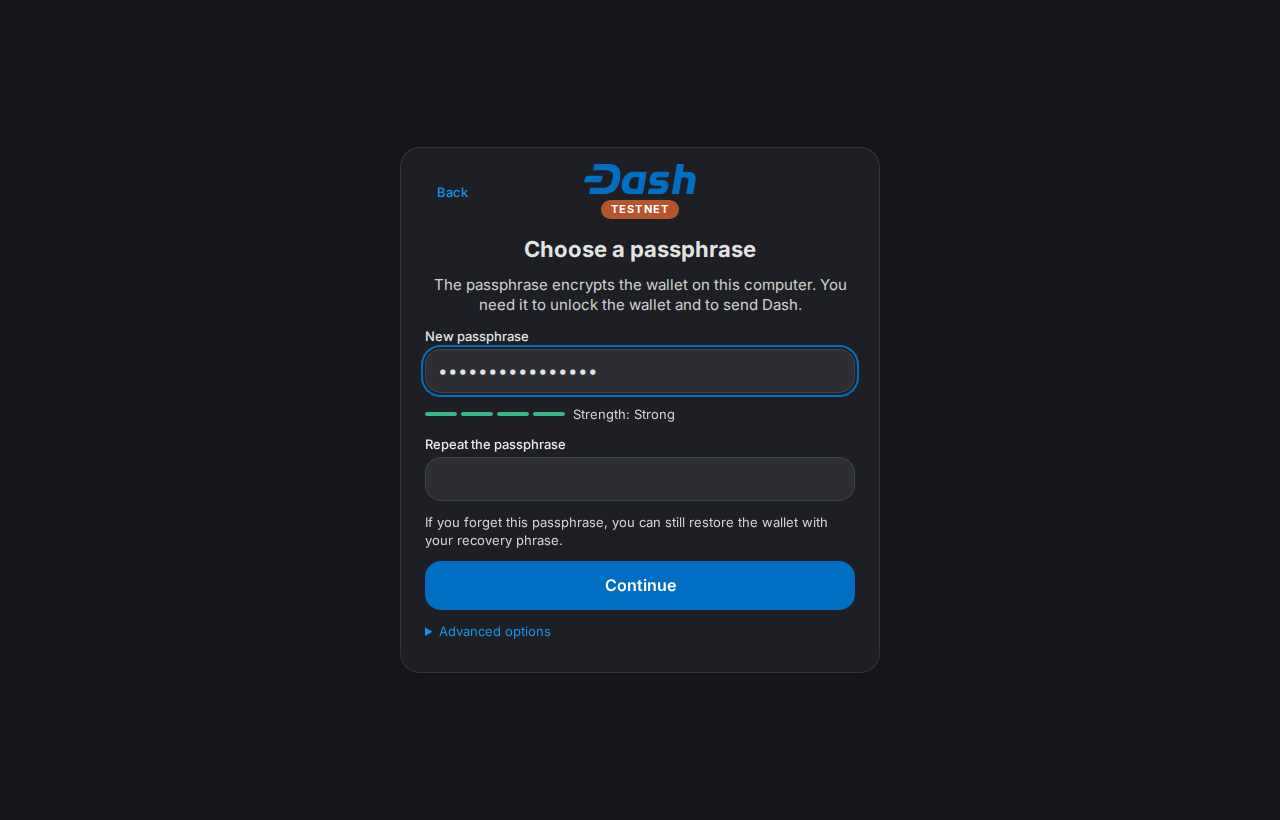 Back
Dash
TESTNET
Choose a passphrase
The passphrase encrypts the wallet on this computer. You
need it to unlock the wallet and to send Dash.
New passphrase
••••••••••••••••
Strength: Strong
Repeat the passphrase
If you forget this passphrase, you can still restore the wallet with
your recovery phrase.
Continue
Advanced options